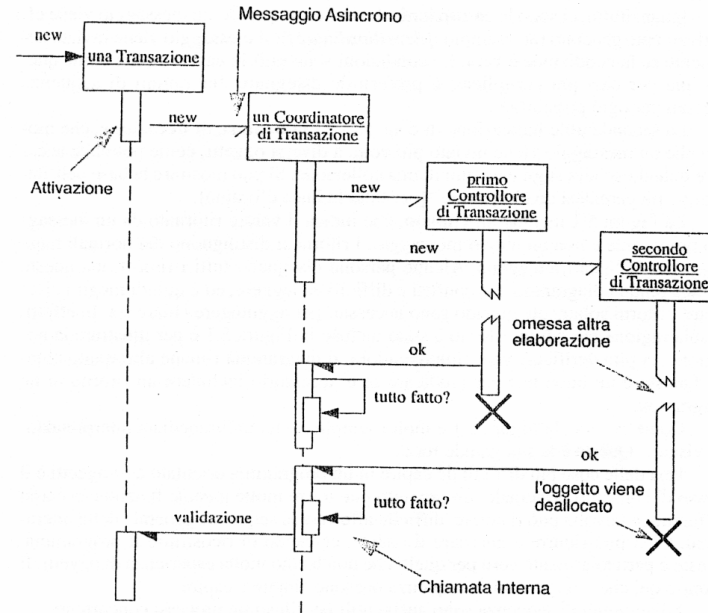 Messaggio Asincrono
new
una Transazione
new
un Coordinatore
di Transazione
Attivazione
new
primo
Controllore
di Transazione
new
secondo
Controllore
di Transazione
omessa altra
elaborazione
ok
tutto fatto?
ok
tutto fatto?
l'oggetto viene
deallocato
validazione
Chiamata Interna